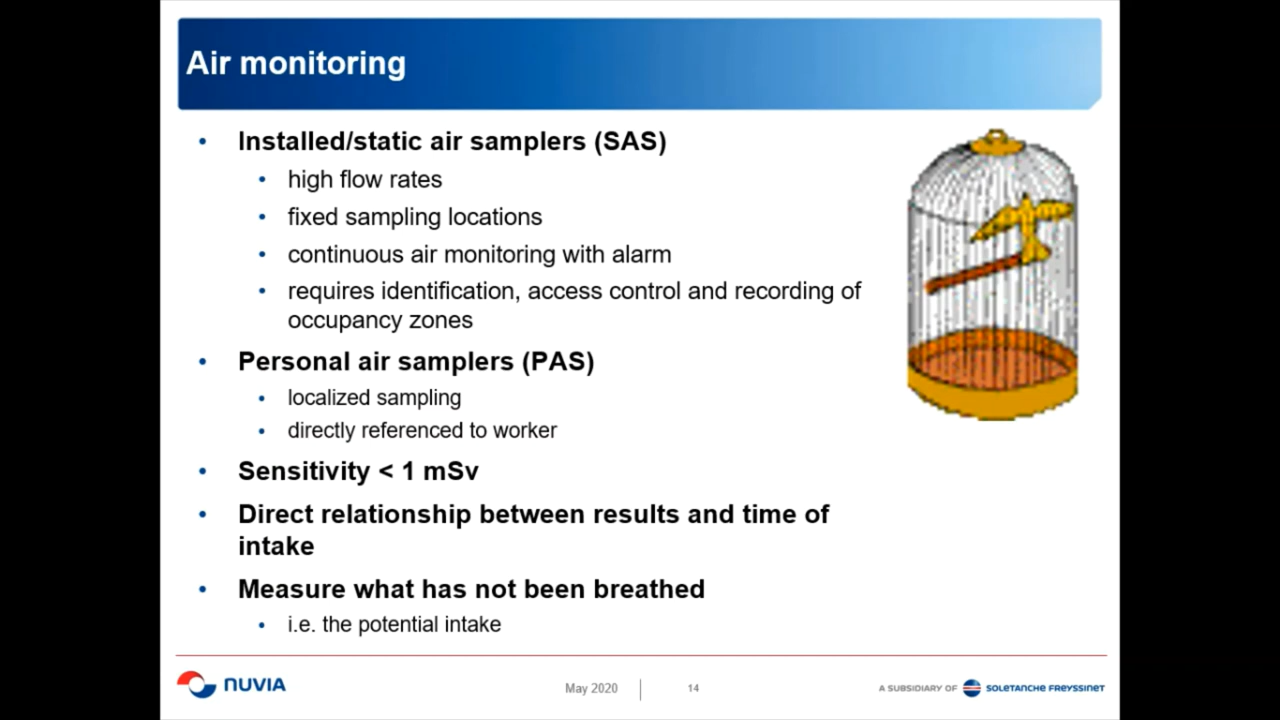 Air monitoring
• Installed/static air samplers (SAS)
• high flow rates
• fixed sampling locations
• continuous air monitoring with alarm
• requires identification, access control and recording of
occupancy zones
• Personal air samplers (PAS)
• localized sampling
• directly referenced to worker
• Sensitivity < 1 mSv
• Direct relationship between results and time of
intake
• Measure what has not been breathed
• i.e. the potential intake
NUVIA
May 2020
14
A SUBSIDIARY OF SOLETANCHE FREYSSINET